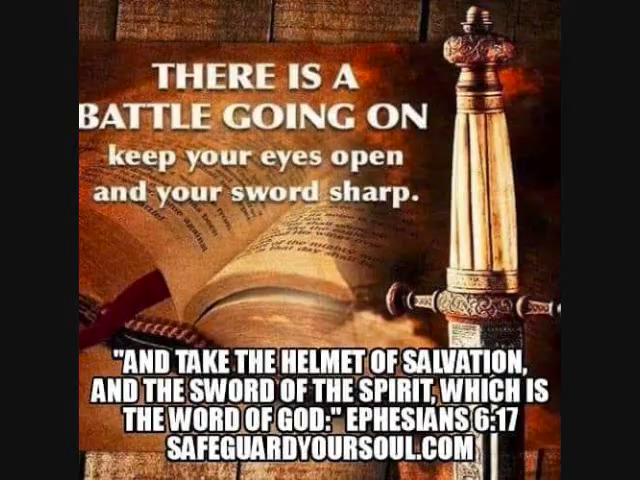 THERE IS A
BATTLE GOING ON
keep your eyes open
and your sword sharp.
"AND TAKE THE HELMET OF SALVATION,
AND THE SWORD OF THE SPIRIT, WHICH IS
THE WORD OF GOD:" EPHESIANS 6:17
SAFEGUARDYOURSOUL.COM